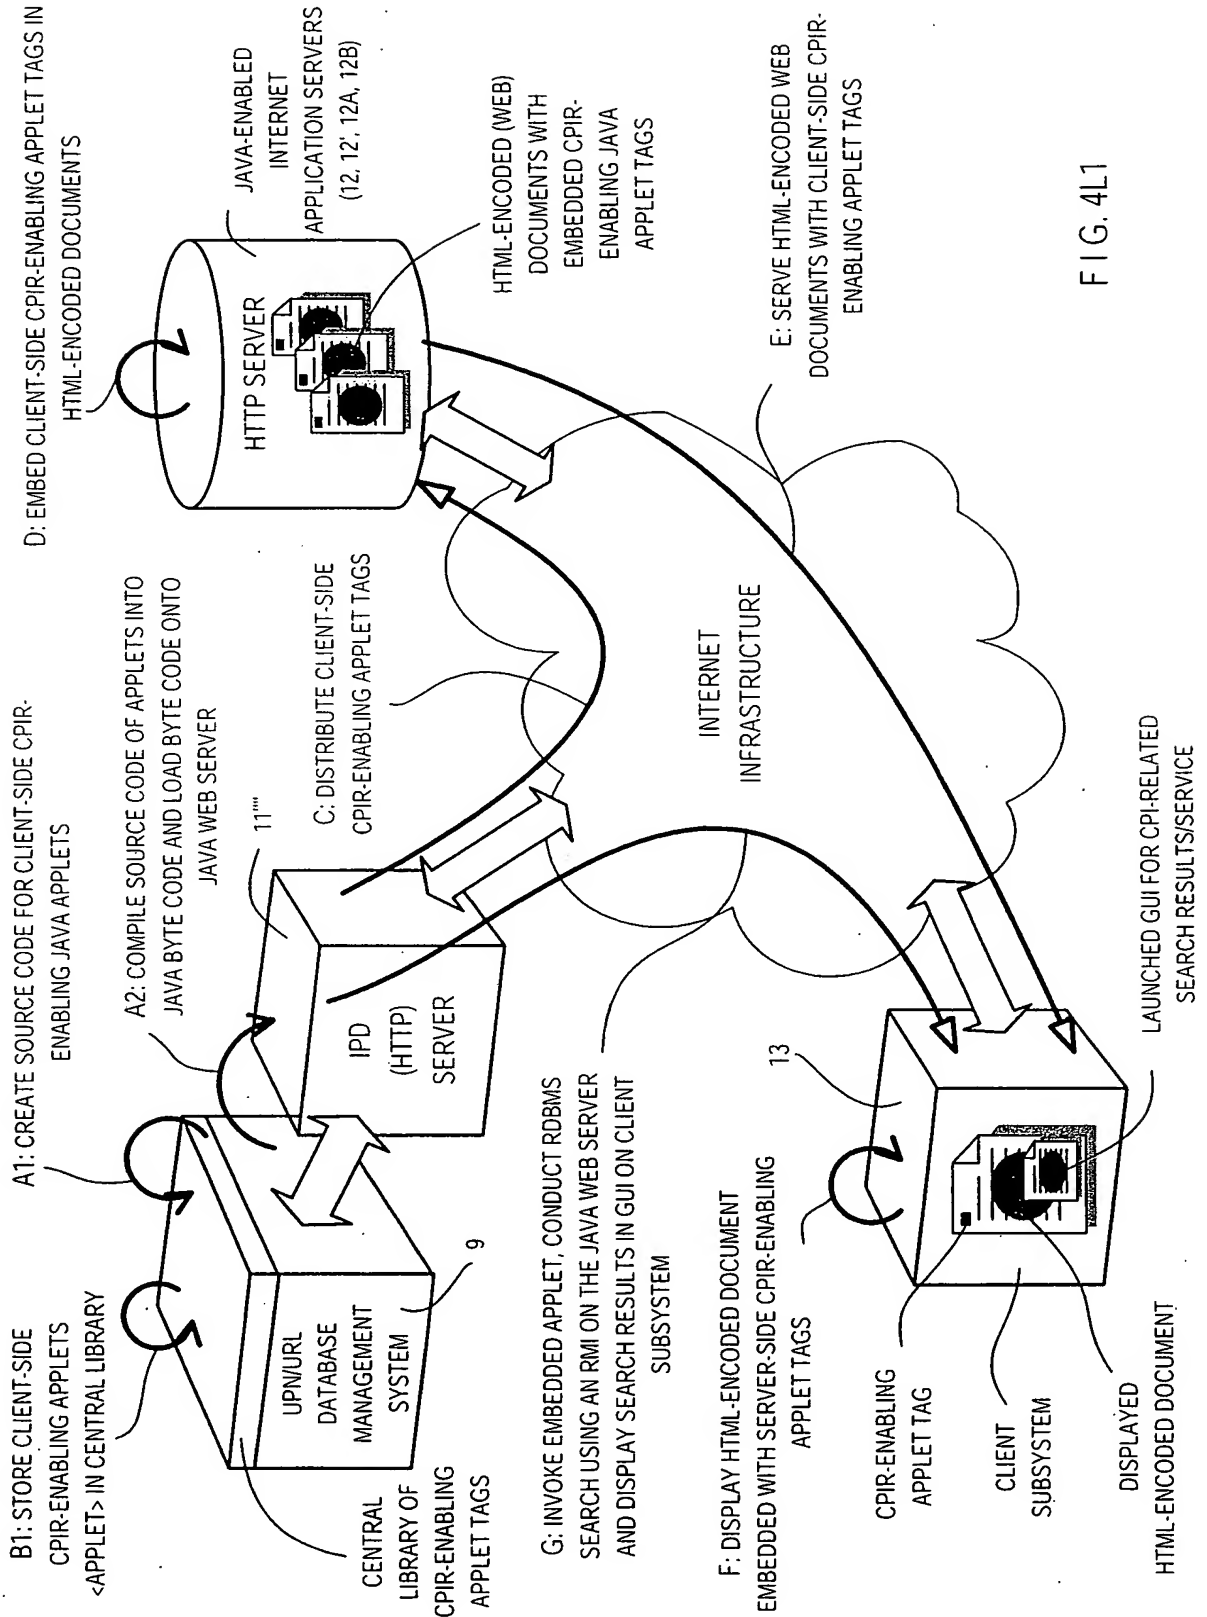 B1: STORE CLIENT-SIDE
CPIR-ENABLING APPLETS
<APPLET> IN CENTRAL LIBRARY
A1: CREATE SOURCE CODE FOR CLIENT-SIDE CPIR-
ENABLING JAVA APPLETS
A2: COMPILE SOURCE CODE OF APPLETS INTO
JAVA BYTE CODE AND LOAD BYTE CODE ONTO
JAVA WEB SERVER
D: EMBED CLIENT-SIDE CPIR-ENABLING APPLET TAGS IN
HTML-ENCODED DOCUMENTS
JAVA-ENABLED
INTERNET
APPLICATION SERVERS
(12, 12', 12A, 12B)
HTTP SERVER
11""
C: DISTRIBUTE CLIENT-SIDE
CPIR-ENABLING APPLET TAGS
HTML-ENCODED (WEB)
DOCUMENTS WITH
EMBEDDED CPIR-
ENABLING JAVA
APPLET TAGS
UPN/URL
DATABASE
MANAGEMENT
SYSTEM
9
IPD
(HTTP)
SERVER
CENTRAL
LIBRARY OF
CPIR-ENABLING
APPLET TAGS
G: INVOKE EMBEDDED APPLET, CONDUCT RDBMS
SEARCH USING AN RMI ON THE JAVA WEB SERVER
AND DISPLAY SEARCH RESULTS IN GUI ON CLIENT
SUBSYSTEM
INTERNET
INFRASTRUCTURE
E: SERVE HTML-ENCODED WEB
DOCUMENTS WITH CLIENT-SIDE CPIR-
ENABLING APPLET TAGS
F: DISPLAY HTML-ENCODED DOCUMENT
EMBEDDED WITH SERVER-SIDE CPIR-ENABLING
APPLET TAGS
13
CPIR-ENABLING
APPLET TAG
CLIENT
SUBSYSTEM
DISPLAYED
HTML-ENCODED DOCUMENT
LAUNCHED GUI FOR CPI-RELATED
SEARCH RESULTS/SERVICE
FIG. 4L1